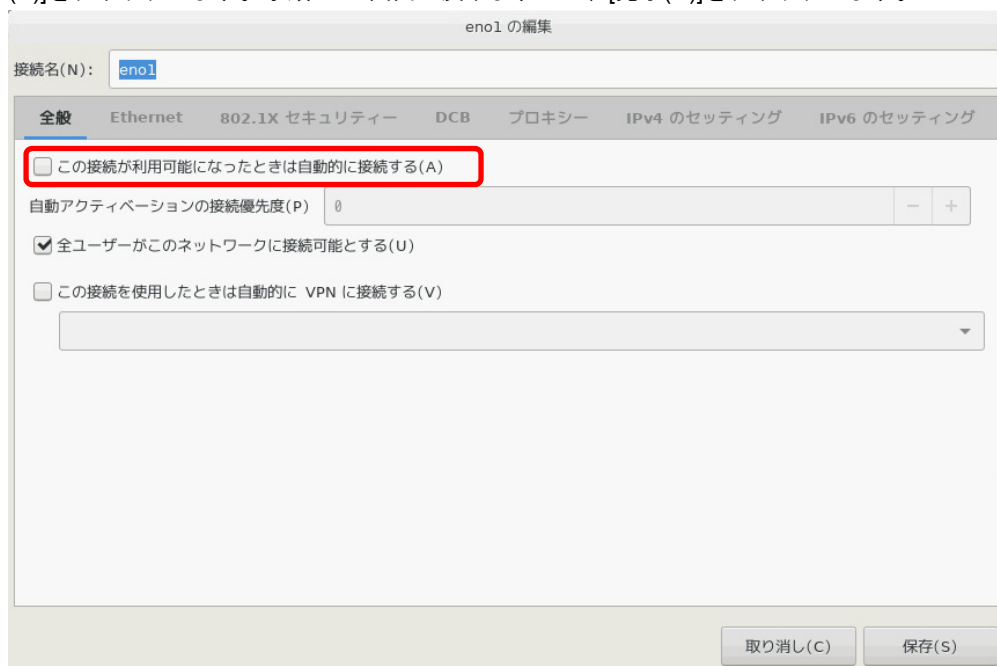 eno1 の編集
接続名(N): eno1
全般 Ethernet 802.1X セキュリティー DCB プロキシー IPv4 のセッティング IPv6 のセッティング
この接続が利用可能になったときは自動的に接続する(A)
自動アクティベーションの接続優先度(P) 0 − +
全ユーザーがこのネットワークに接続可能とする(U)
この接続を使用したときは自動的に VPN に接続する(V)
取り消し(C) 保存(S)